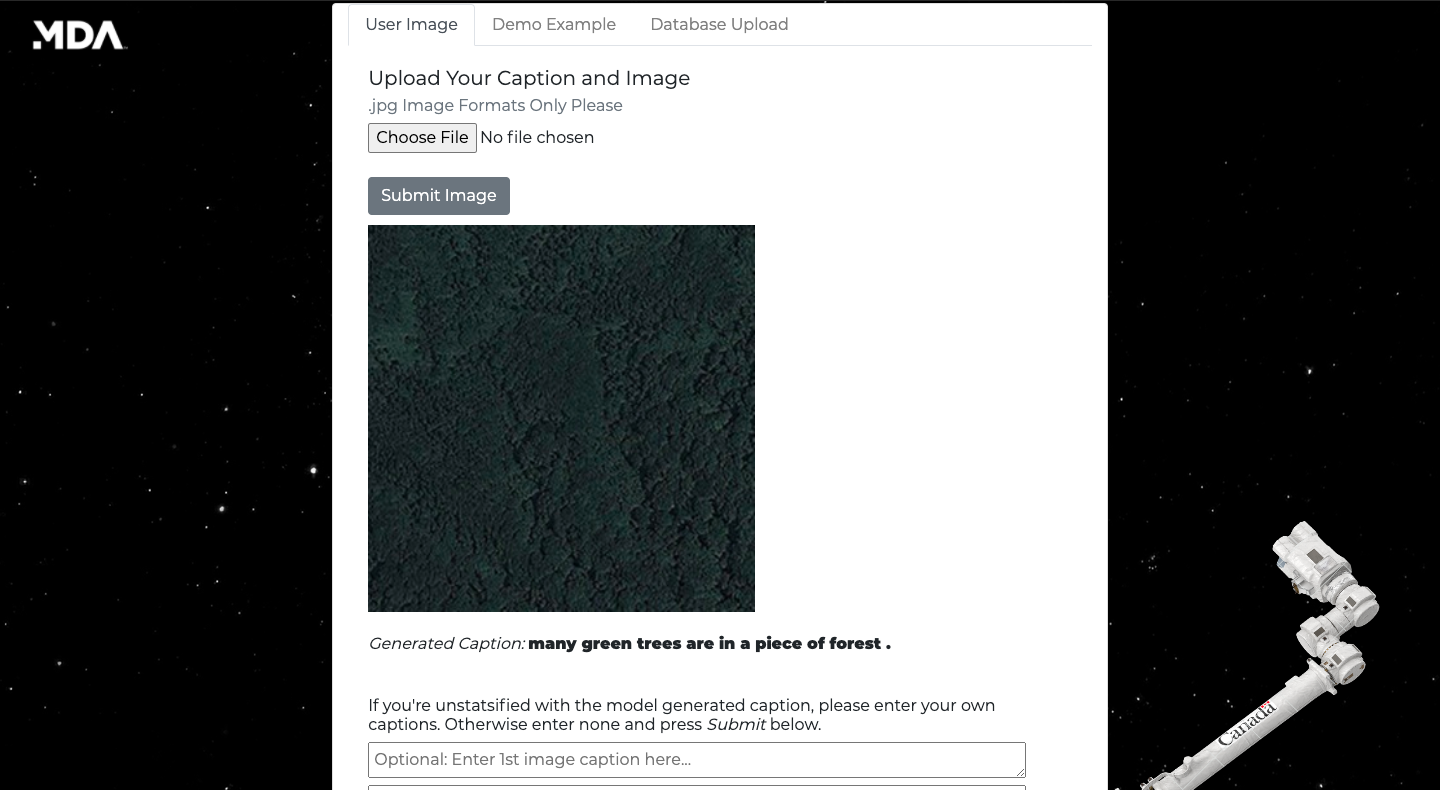 MDA
User Image Demo Example Database Upload
Upload Your Caption and Image
.jpg Image Formats Only Please
Choose File No file chosen
Submit Image
Generated Caption: many green trees are in a piece of forest .
If you're unstatsified with the model generated caption, please enter your own
captions. Otherwise enter none and press Submit below.
Optional: Enter 1st image caption here...
Canada